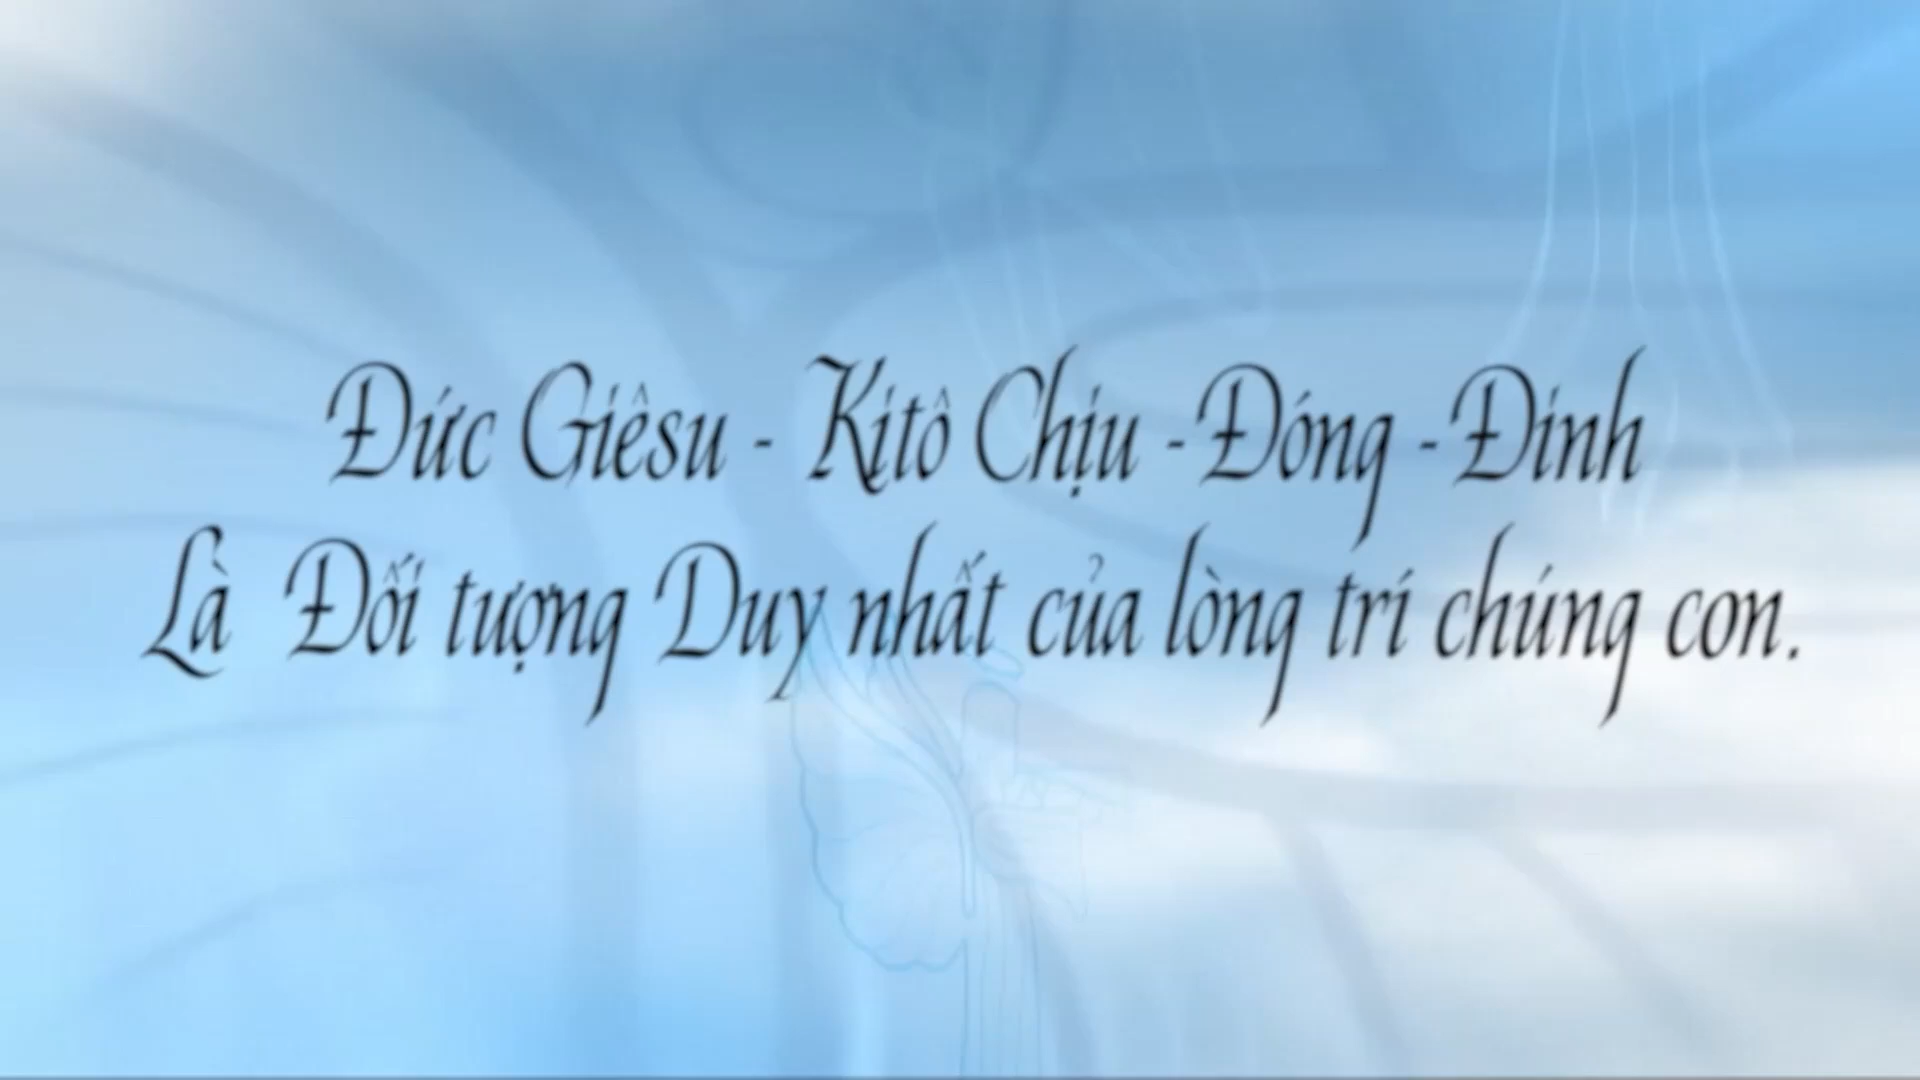 Đức Giêsu - Kitô Chịu - Đóng - Đinh
Là Đối tượng Duy nhất của lòng trí chúng con.